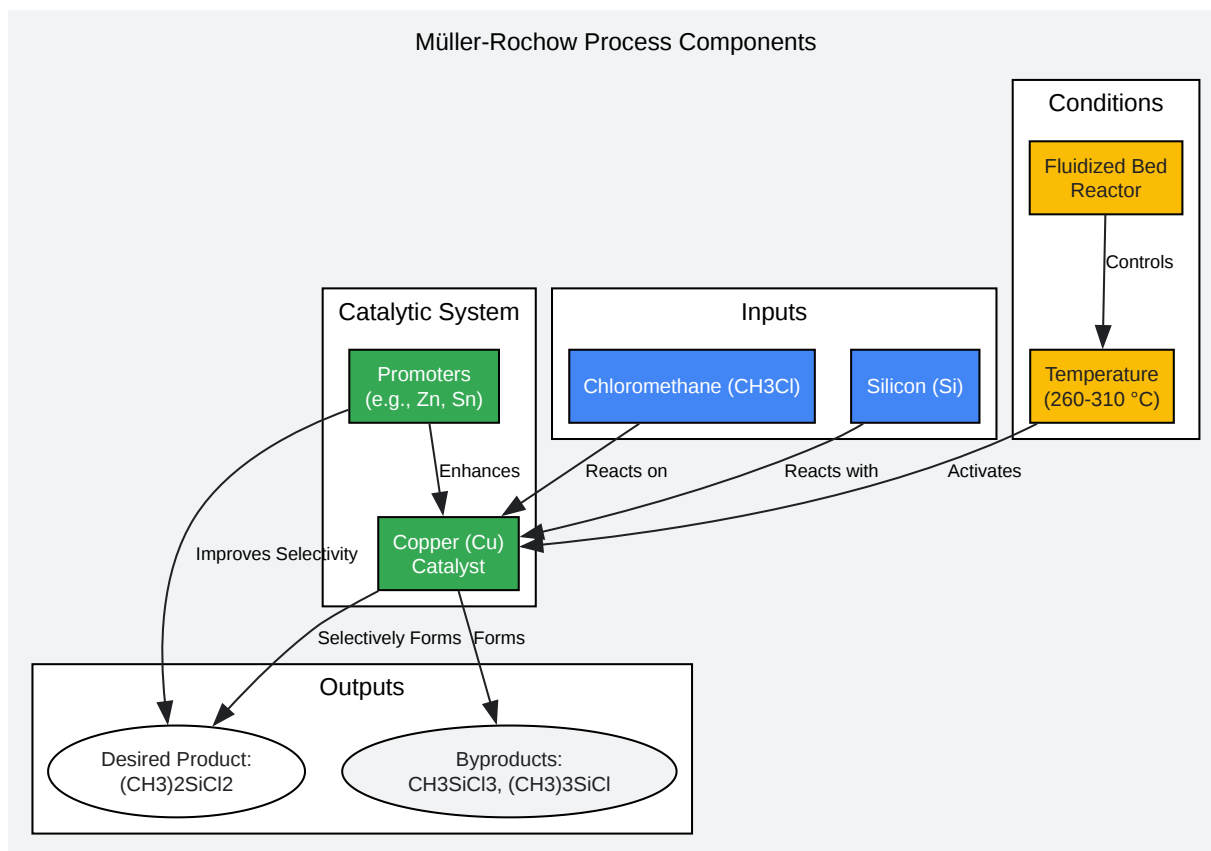 Müller-Rochow Process Components
Conditions
Fluidized Bed
Reactor
Controls
Catalytic System
Inputs
Promoters
(e.g., Zn, Sn)
Chloromethane (CH3Cl)
Silicon (Si)
Temperature
(260-310 °C)
Enhances
Reacts on
Reacts with
Activates
Copper (Cu)
Catalyst
Improves Selectivity
Selectively Forms
Forms
Outputs
Desired Product:
(CH3)2SiCl2
Byproducts:
CH3SiCl3, (CH3)3SiCl